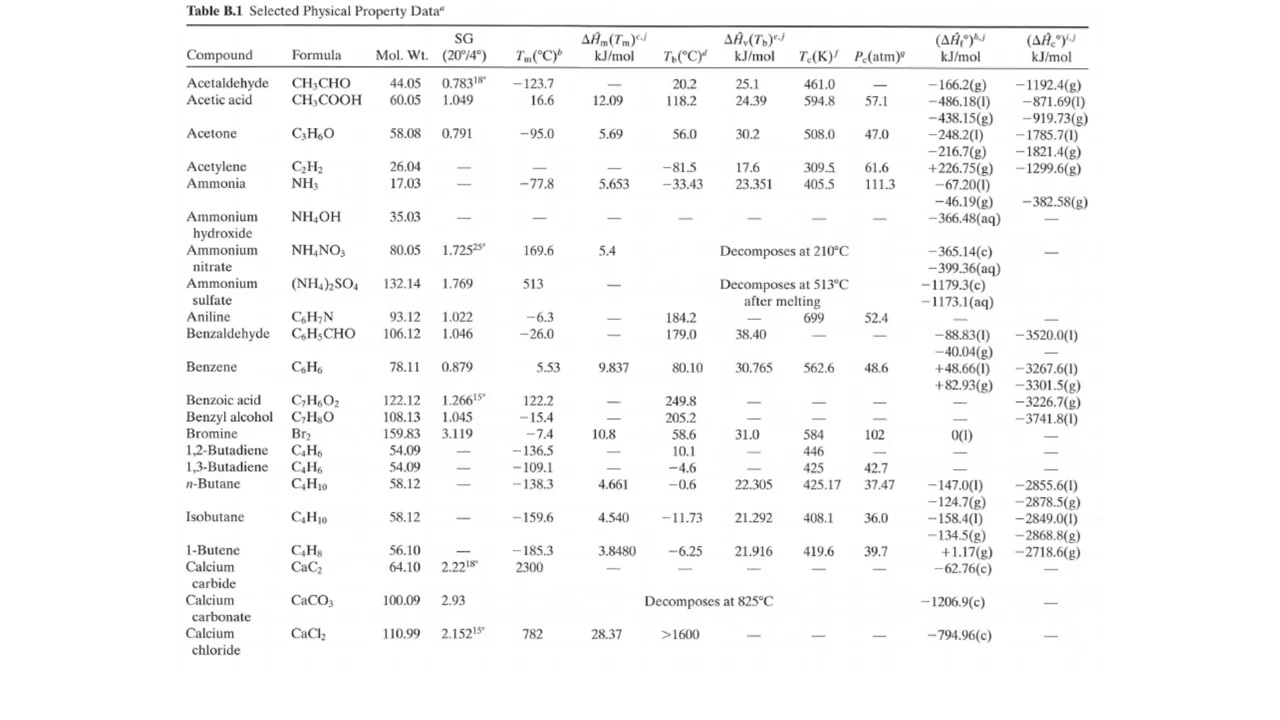 Table B.1 Selected Physical Property Dataᵃ
SG ΔĤm(Tm)ᶜ·ʲ ΔĤv(Tb)ᵉ·ʲ (ΔĤf°)ʰ·ʲ (ΔĤc°)ⁱ·ʲ
Compound Formula Mol. Wt. (20°/4°) Tm(°C)ᵇ kJ/mol Tb(°C)ᵈ kJ/mol Tc(K)ᶠ Pc(atm)ᵍ kJ/mol kJ/mol
Acetaldehyde CH₃CHO 44.05 0.783¹⁸° −123.7 — 20.2 25.1 461.0 — −166.2(g) −1192.4(g)
Acetic acid CH₃COOH 60.05 1.049 16.6 12.09 118.2 24.39 594.8 57.1 −486.18(l) −871.69(l)
−438.15(g) −919.73(g)
Acetone C₃H₆O 58.08 0.791 −95.0 5.69 56.0 30.2 508.0 47.0 −248.2(l) −1785.7(l)
−216.7(g) −1821.4(g)
Acetylene C₂H₂ 26.04 — — — −81.5 17.6 309.5 61.6 +226.75(g) −1299.6(g)
Ammonia NH₃ 17.03 — −77.8 5.653 −33.43 23.351 405.5 111.3 −67.20(l)
−46.19(g) −382.58(g)
Ammonium NH₄OH 35.03 — — — — — — — −366.48(aq) —
hydroxide
Ammonium NH₄NO₃ 80.05 1.725²⁵° 169.6 5.4 Decomposes at 210°C −365.14(c) —
nitrate −399.36(aq)
Ammonium (NH₄)₂SO₄ 132.14 1.769 513 — Decomposes at 513°C −1179.3(c) —
sulfate after melting −1173.1(aq)
Aniline C₆H₇N 93.12 1.022 −6.3 — 184.2 — 699 52.4 — —
Benzaldehyde C₆H₅CHO 106.12 1.046 −26.0 — 179.0 38.40 — — −88.83(l) −3520.0(l)
−40.04(g) —
Benzene C₆H₆ 78.11 0.879 5.53 9.837 80.10 30.765 562.6 48.6 +48.66(l) −3267.6(l)
+82.93(g) −3301.5(g)
Benzoic acid C₇H₆O₂ 122.12 1.266¹⁵° 122.2 — 249.8 — — — — −3226.7(g)
Benzyl alcohol C₇H₈O 108.13 1.045 −15.4 — 205.2 — — — — −3741.8(l)
Bromine Br₂ 159.83 3.119 −7.4 10.8 58.6 31.0 584 102 0(l) —
1,2-Butadiene C₄H₆ 54.09 — −136.5 — 10.1 — 446 — — —
1,3-Butadiene C₄H₆ 54.09 — −109.1 — −4.6 — 425 42.7 — —
n-Butane C₄H₁₀ 58.12 — −138.3 4.661 −0.6 22.305 425.17 37.47 −147.0(l) −2855.6(l)
−124.7(g) −2878.5(g)
Isobutane C₄H₁₀ 58.12 — −159.6 4.540 −11.73 21.292 408.1 36.0 −158.4(l) −2849.0(l)
−134.5(g) −2868.8(g)
1-Butene C₄H₈ 56.10 — −185.3 3.8480 −6.25 21.916 419.6 39.7 +1.17(g) −2718.6(g)
Calcium CaC₂ 64.10 2.22¹⁸° 2300 — — — — — −62.76(c) —
carbide
Calcium CaCO₃ 100.09 2.93 Decomposes at 825°C −1206.9(c) —
carbonate
Calcium CaCl₂ 110.99 2.152¹⁵° 782 28.37 >1600 — — — −794.96(c) —
chloride